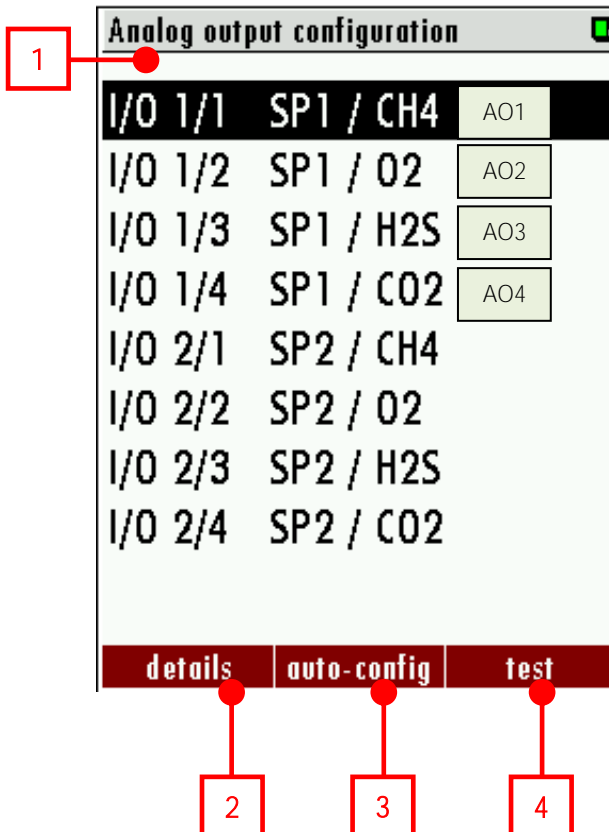 Analog output configuration
1
I/O 1/1 SP1 / CH4 AO1
I/O 1/2 SP1 / O2 AO2
I/O 1/3 SP1 / H2S AO3
I/O 1/4 SP1 / CO2 AO4
I/O 2/1 SP2 / CH4
I/O 2/2 SP2 / O2
I/O 2/3 SP2 / H2S
I/O 2/4 SP2 / CO2
details auto-config test
2 3 4